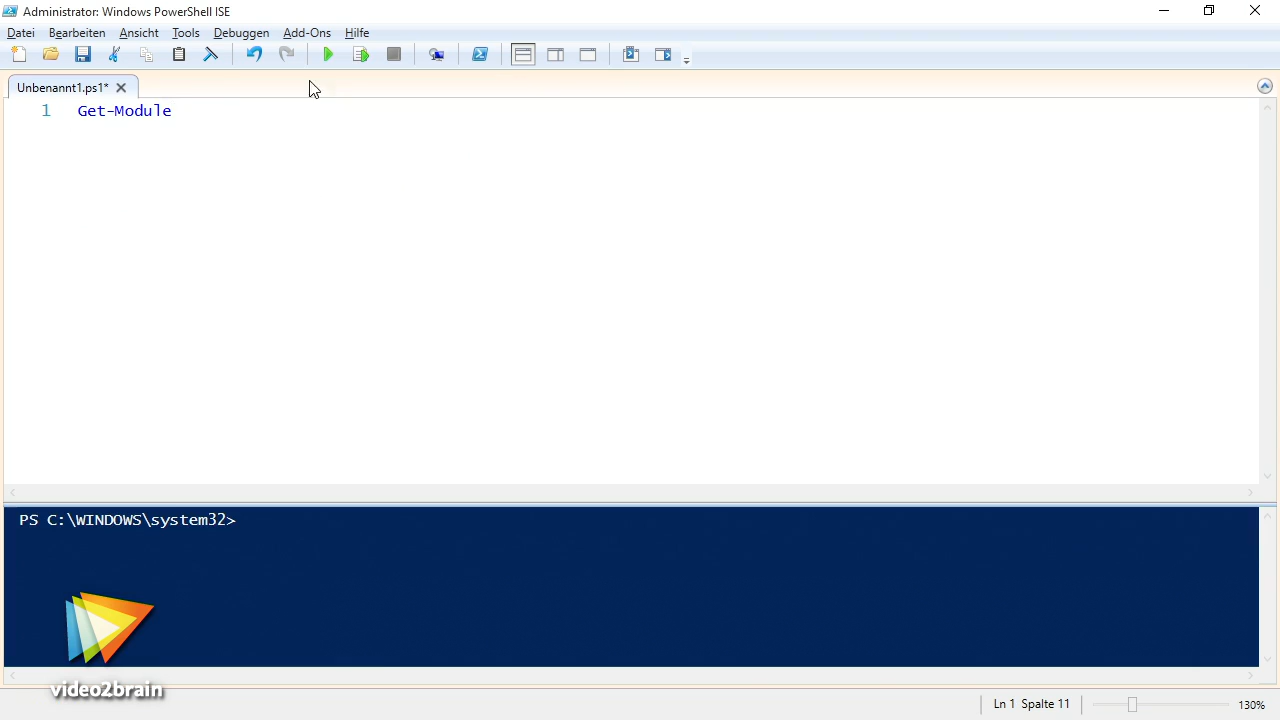 Administrator: Windows PowerShell ISE
Datei Bearbeiten Ansicht Tools Debuggen Add-Ons Hilfe
Unbenannt1.ps1*
1 Get-Module
PS C:\WINDOWS\system32>
video2brain
Ln 1 Spalte 11 130%